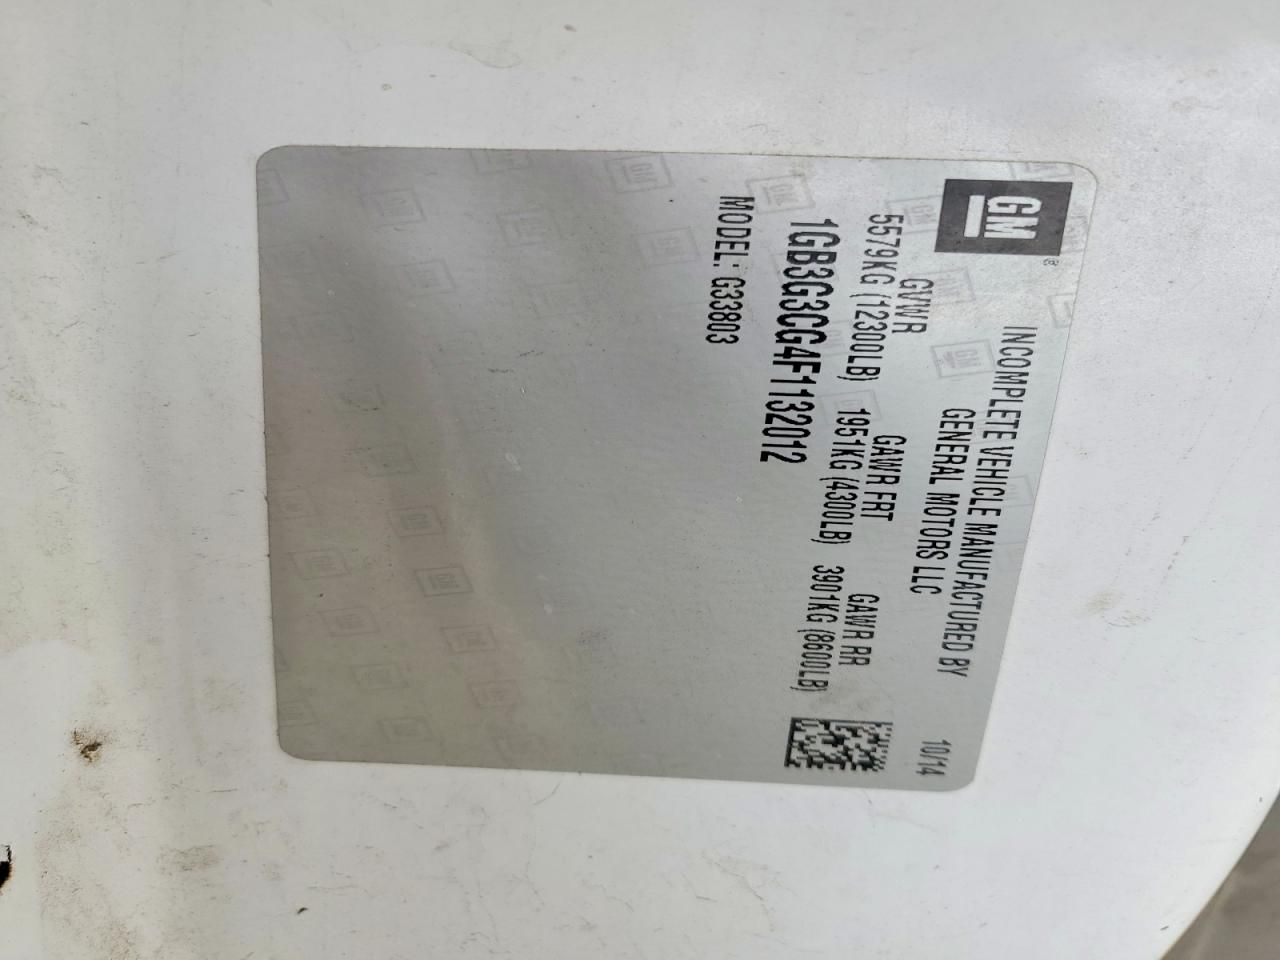 GM®
INCOMPLETE VEHICLE MANUFACTURED BY
GENERAL MOTORS LLC 10/14
GVWR GAWR FRT GAWR RR
5579KG (12300LB) 1951KG (4300LB) 3901KG (8600LB)
1GB3G3CG4F1132012
MODEL: G33803